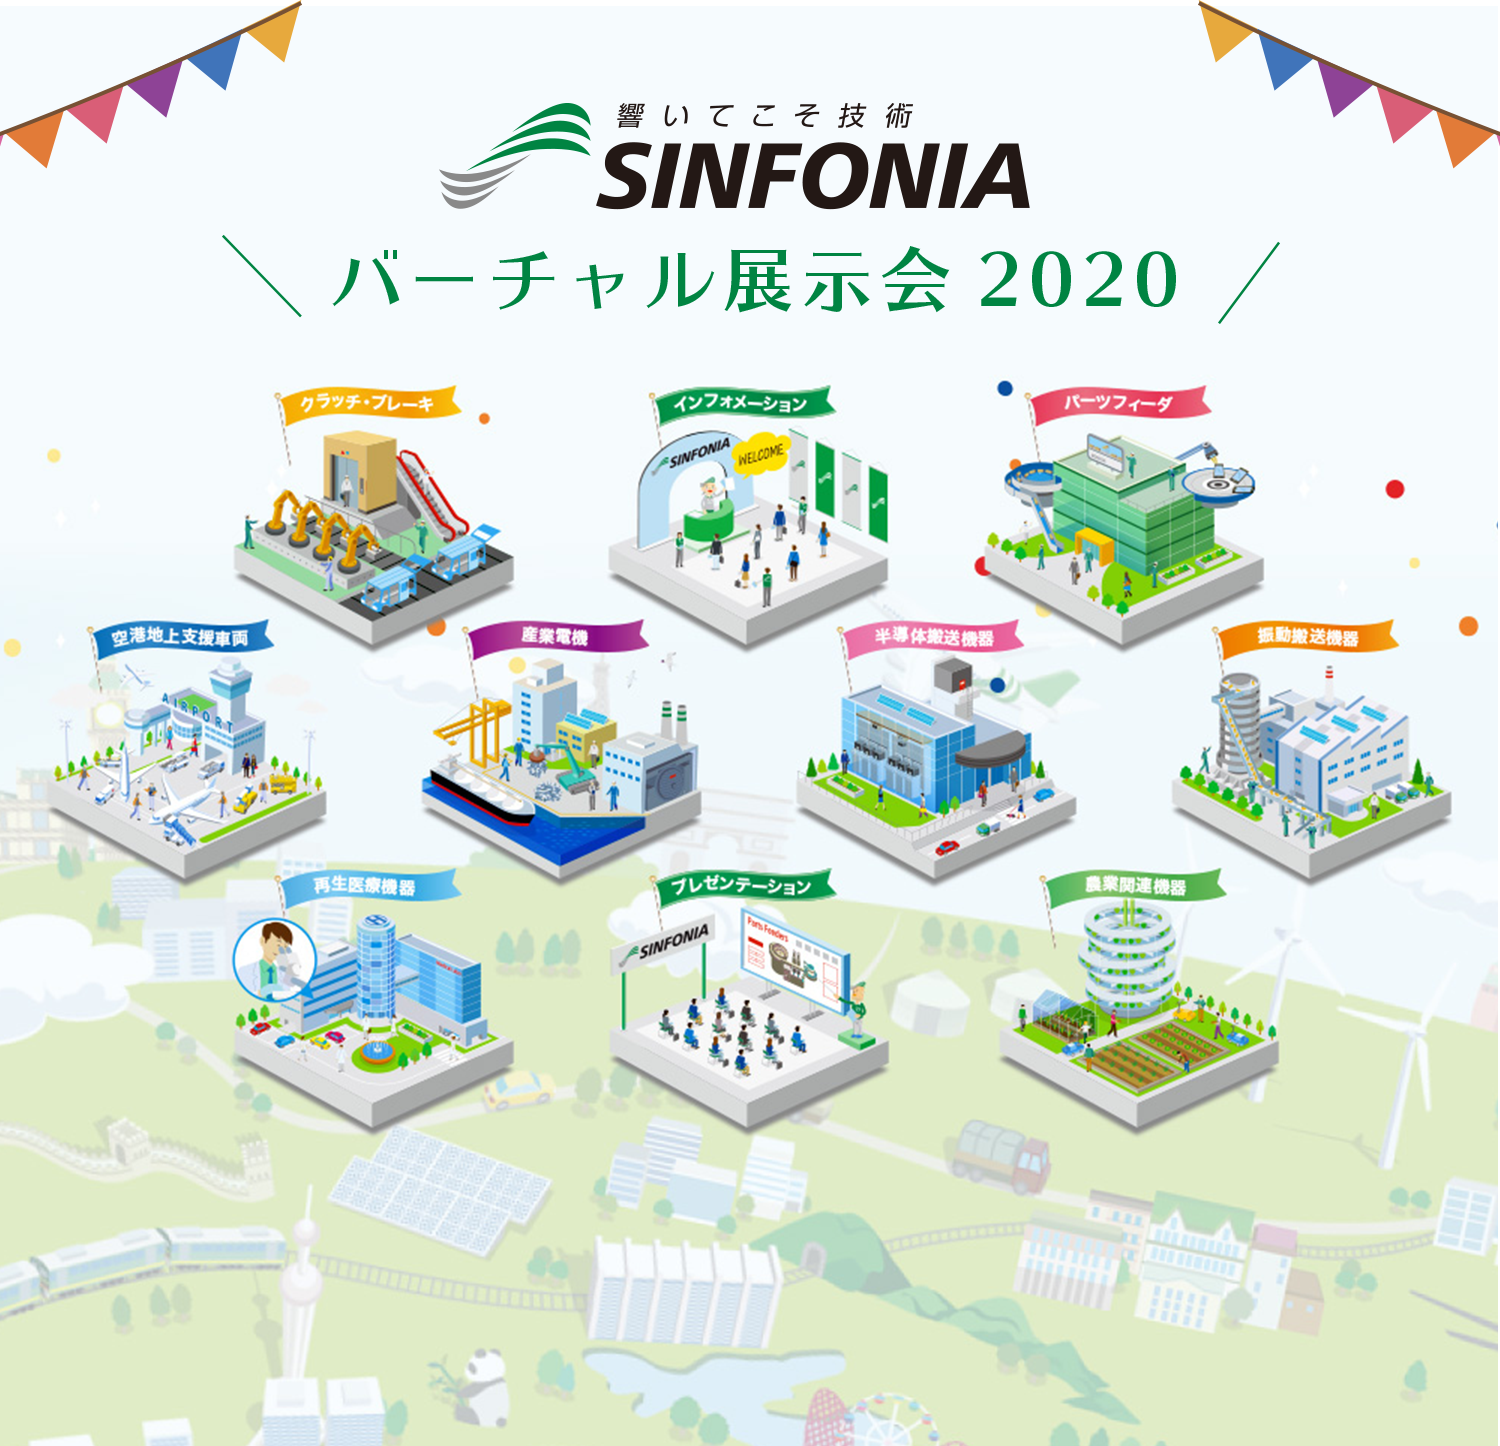 響いてこそ技術
SINFONIA
バーチャル展示会 2020
クラッチ・ブレーキ
インフォメーション
パーツフィーダ
SINFONIA
WELCOME
空港地上支援車両
産業電機
半導体搬送機器
振動搬送機器
AIRPORT
再生医療機器
プレゼンテーション
農業関連機器
SINFONIA
Parts Feeders